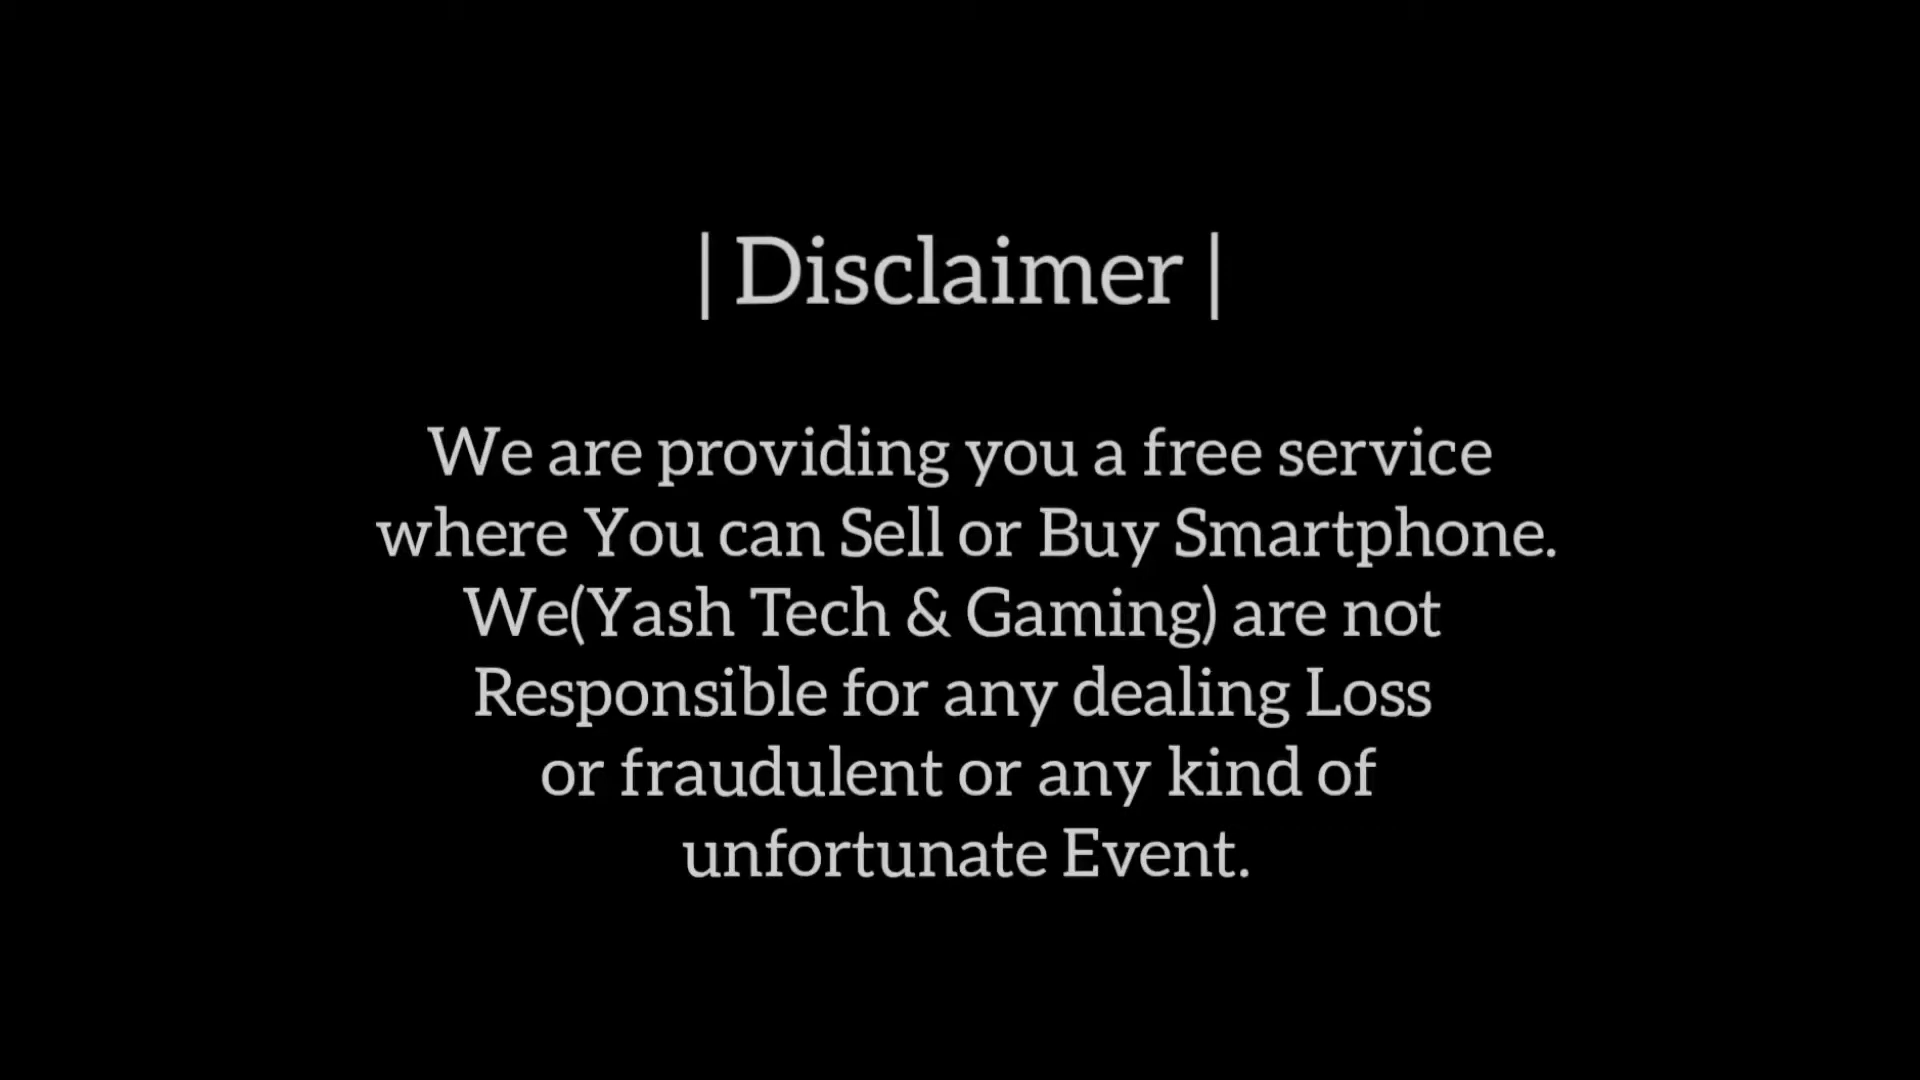 | Disclaimer |
We are providing you a free service
where You can Sell or Buy Smartphone.
We(Yash Tech & Gaming) are not
Responsible for any dealing Loss
or fraudulent or any kind of
unfortunate Event.